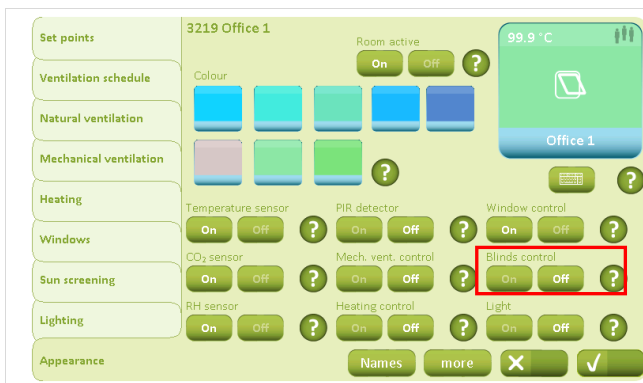 Set points
Ventilation schedule
Natural ventilation
Mechanical ventilation
Heating
Windows
Sun screening
Lighting
Appearance
3219 Office 1
Room active
On Off ?
Colour
?
99.9 °C
Office 1
?
Temperature sensor PIR detector Window control
On Off ? On Off ? On Off ?
CO₂ sensor Mech. vent. control Blinds control
On Off ? On Off ? On Off ?
RH sensor Heating control Light
On Off ? On Off ? On Off ?
Names more